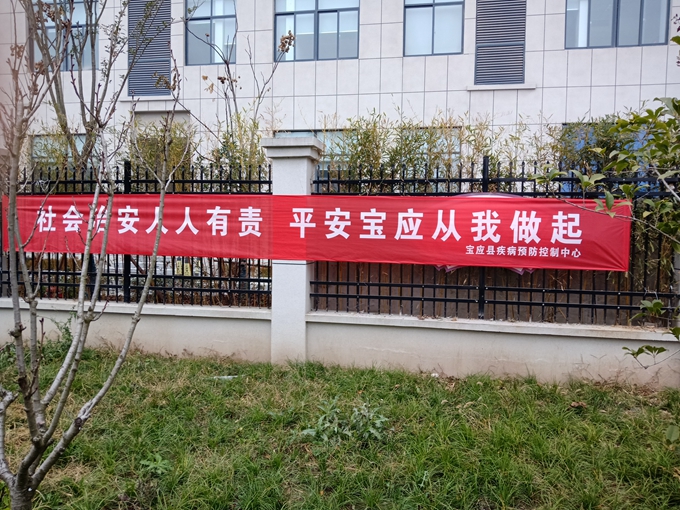 社会治安人人有责 平安宝应从我做起
宝应县疾病预防控制中心